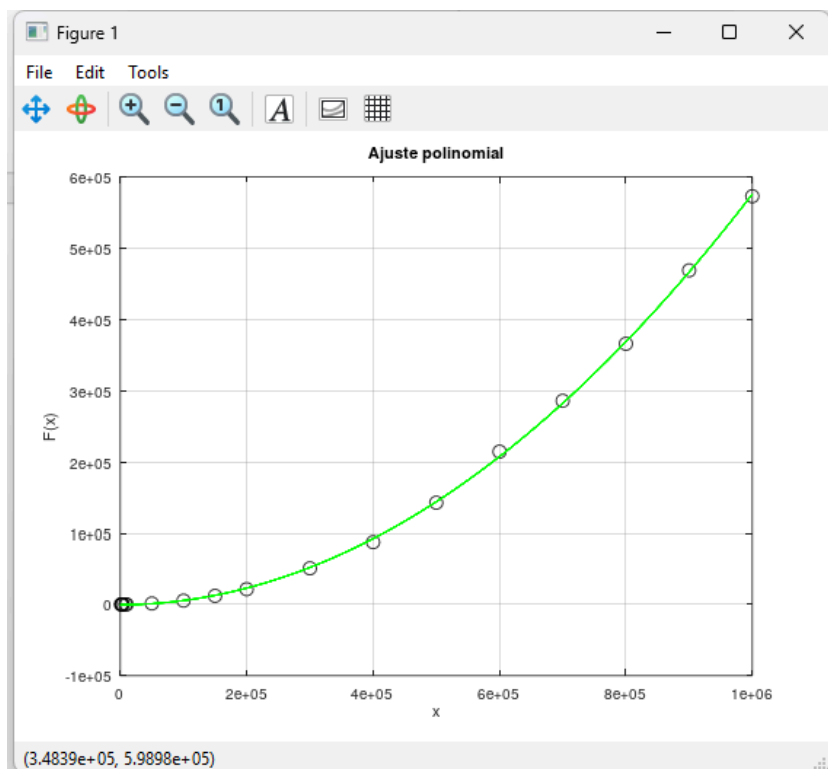 Figure 1
File Edit Tools
A
Ajuste polinomial
6e+05
5e+05
4e+05
3e+05
2e+05
1e+05
0
-1e+05
F(x)
0 2e+05 4e+05 6e+05 8e+05 1e+06
x
(3.4839e+05, 5.9898e+05)